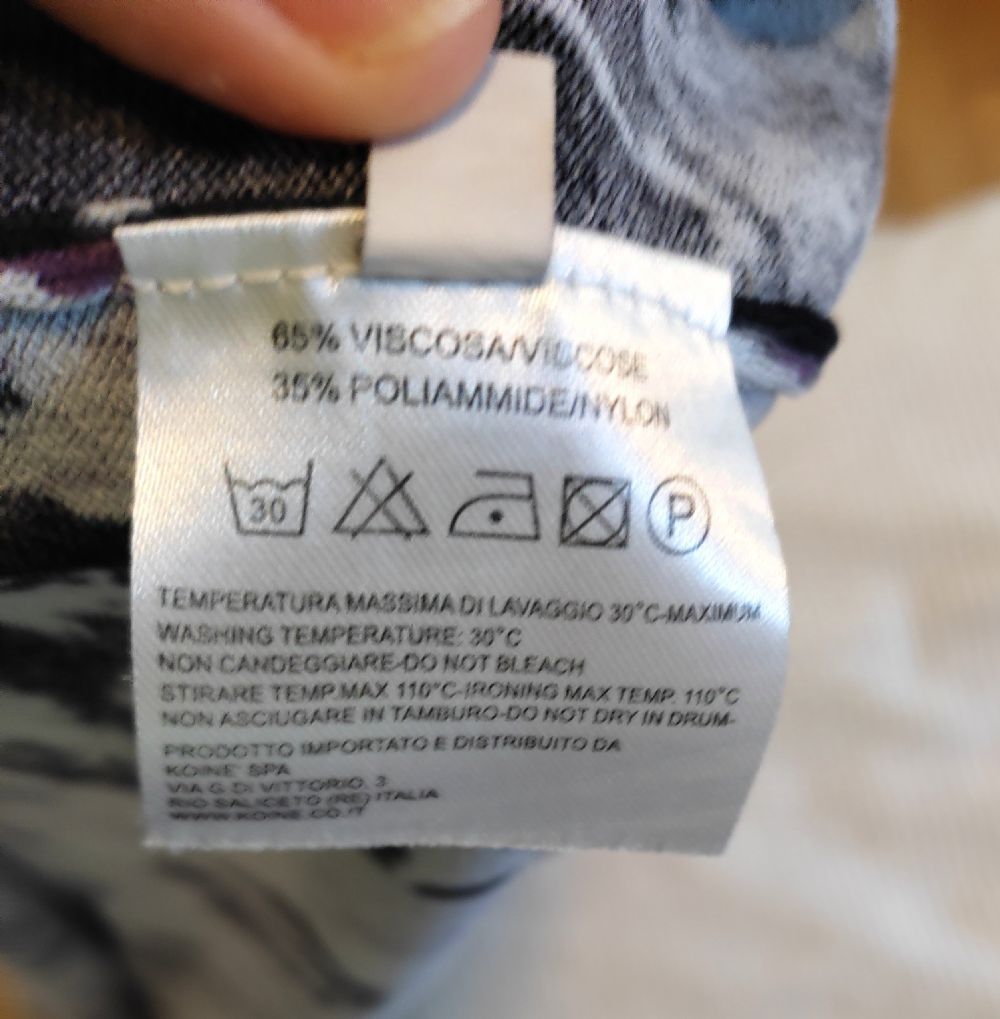 65% VISCOSA/VISCOSE
35% POLIAMMIDE/NYLON
30
P
TEMPERATURA MASSIMA DI LAVAGGIO 30°C-MAXIMUM
WASHING TEMPERATURE: 30°C
NON CANDEGGIARE-DO NOT BLEACH
STIRARE TEMP.MAX 110°C-IRONING MAX TEMP. 110°C
NON ASCIUGARE IN TAMBURO-DO NOT DRY IN DRUM-
PRODOTTO IMPORTATO E DISTRIBUITO DA
KOINE' SPA
VIA G.DI VITTORIO, 3
RIO SALICETO (RE) ITALIA
WWW.KOINE.CO.IT